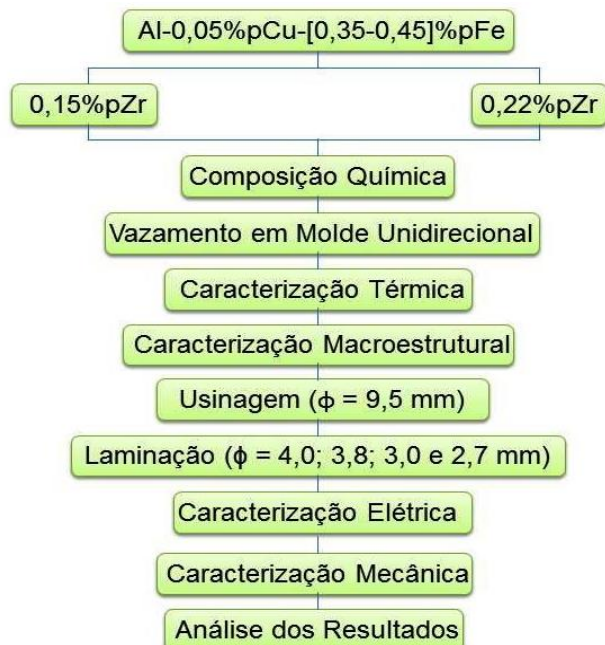 Al-0,05%pCu-[0,35-0,45]%pFe
0,15%pZr
0,22%pZr
Composição Química
Vazamento em Molde Unidirecional
Caracterização Térmica
Caracterização Macroestrutural
Usinagem (ϕ = 9,5 mm)
Laminação (ϕ = 4,0; 3,8; 3,0 e 2,7 mm)
Caracterização Elétrica
Caracterização Mecânica
Análise dos Resultados